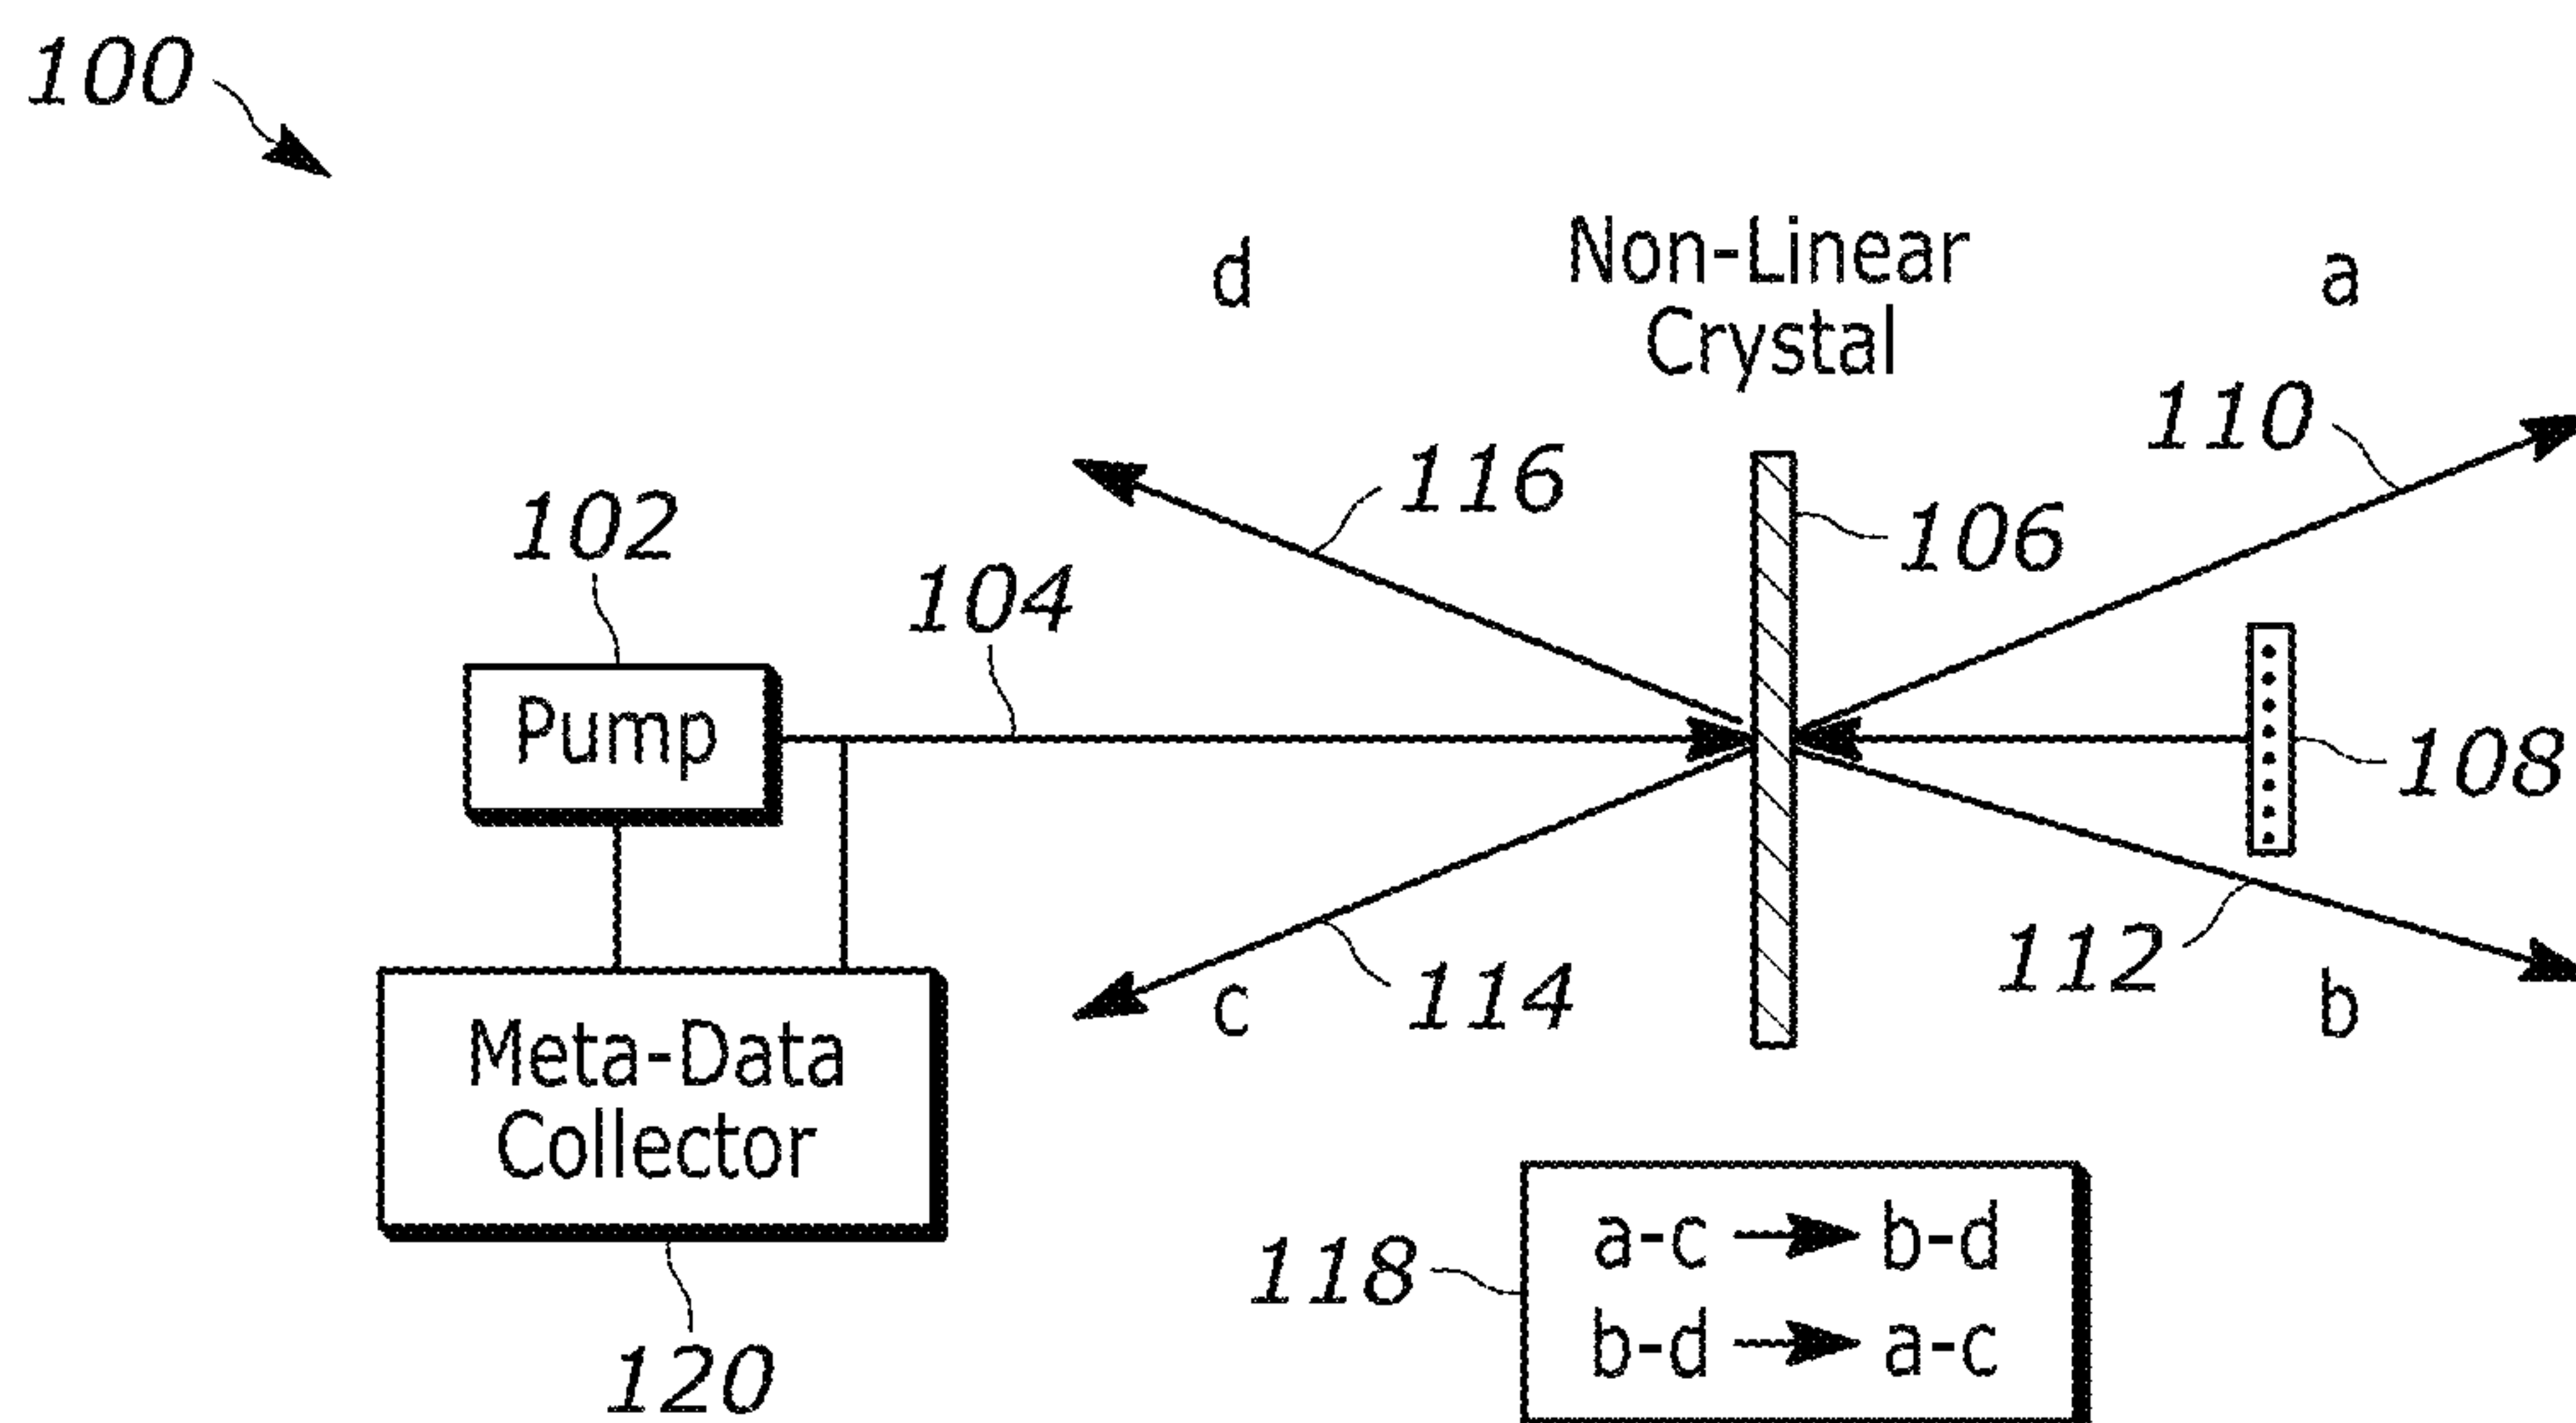 100
d
Non-Linear
Crystal
a
110
116
102
106
104
Pump
108
112
c
114
b
Meta-Data
Collector
118
a-c → b-d
b-d → a-c
120